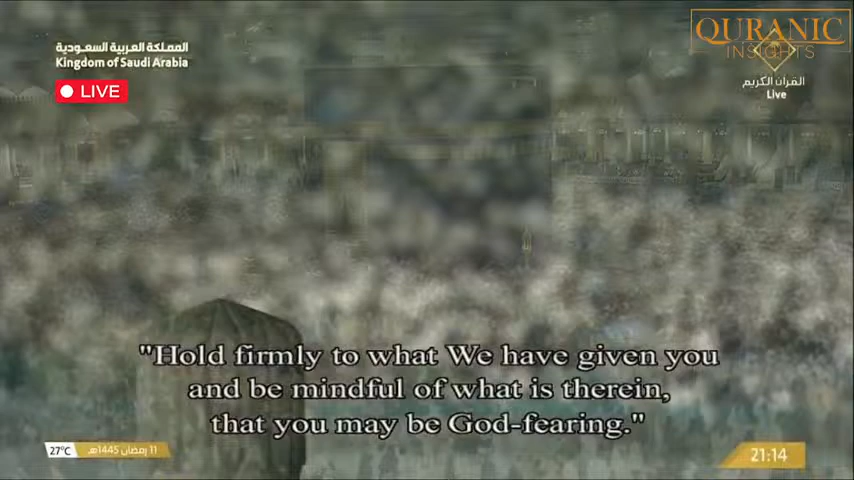 المملكة العربية السعودية
Kingdom of Saudi Arabia
LIVE
QURANIC
INSIGHTS
القرآن الكريم
Live
"Hold firmly to what We have given you
and be mindful of what is therein,
that you may be God-fearing."
27°C
11 رمضان 1445هـ
21:14